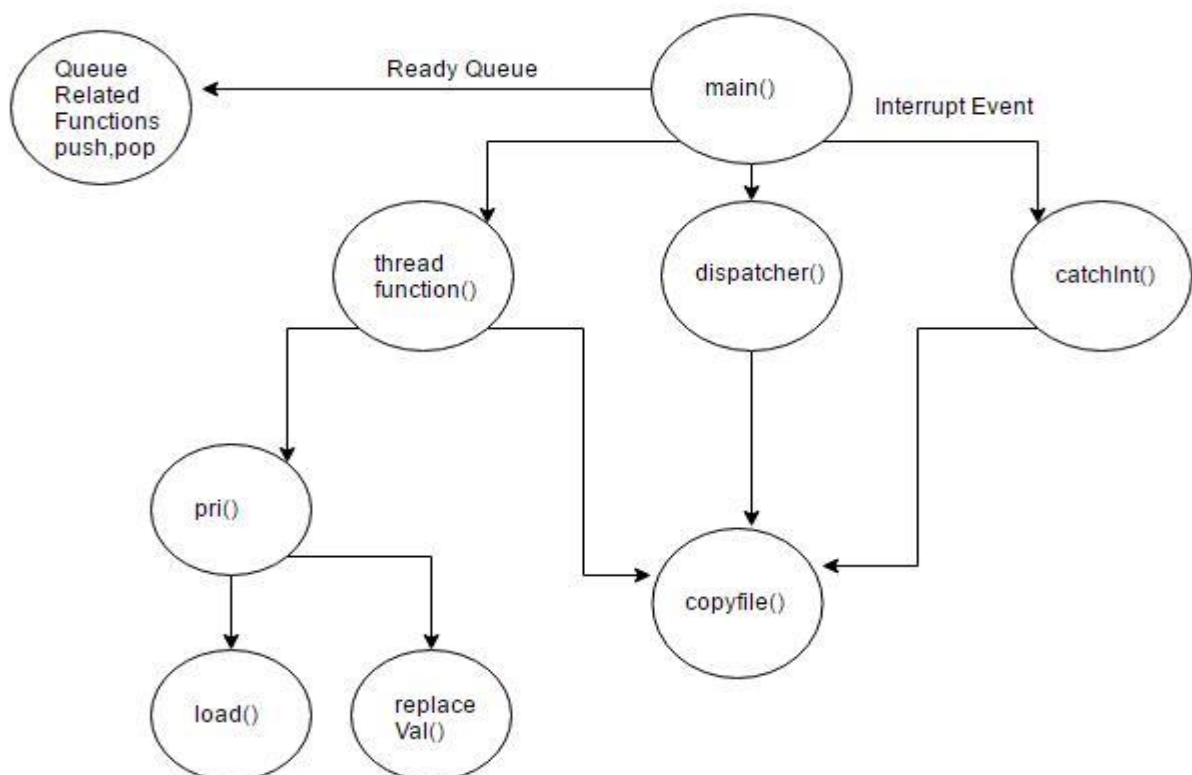 Queue
Related
Functions
push,pop
Ready Queue
main()
Interrupt Event
thread
function()
dispatcher()
catchInt()
pri()
copyfile()
load()
replace
Val()